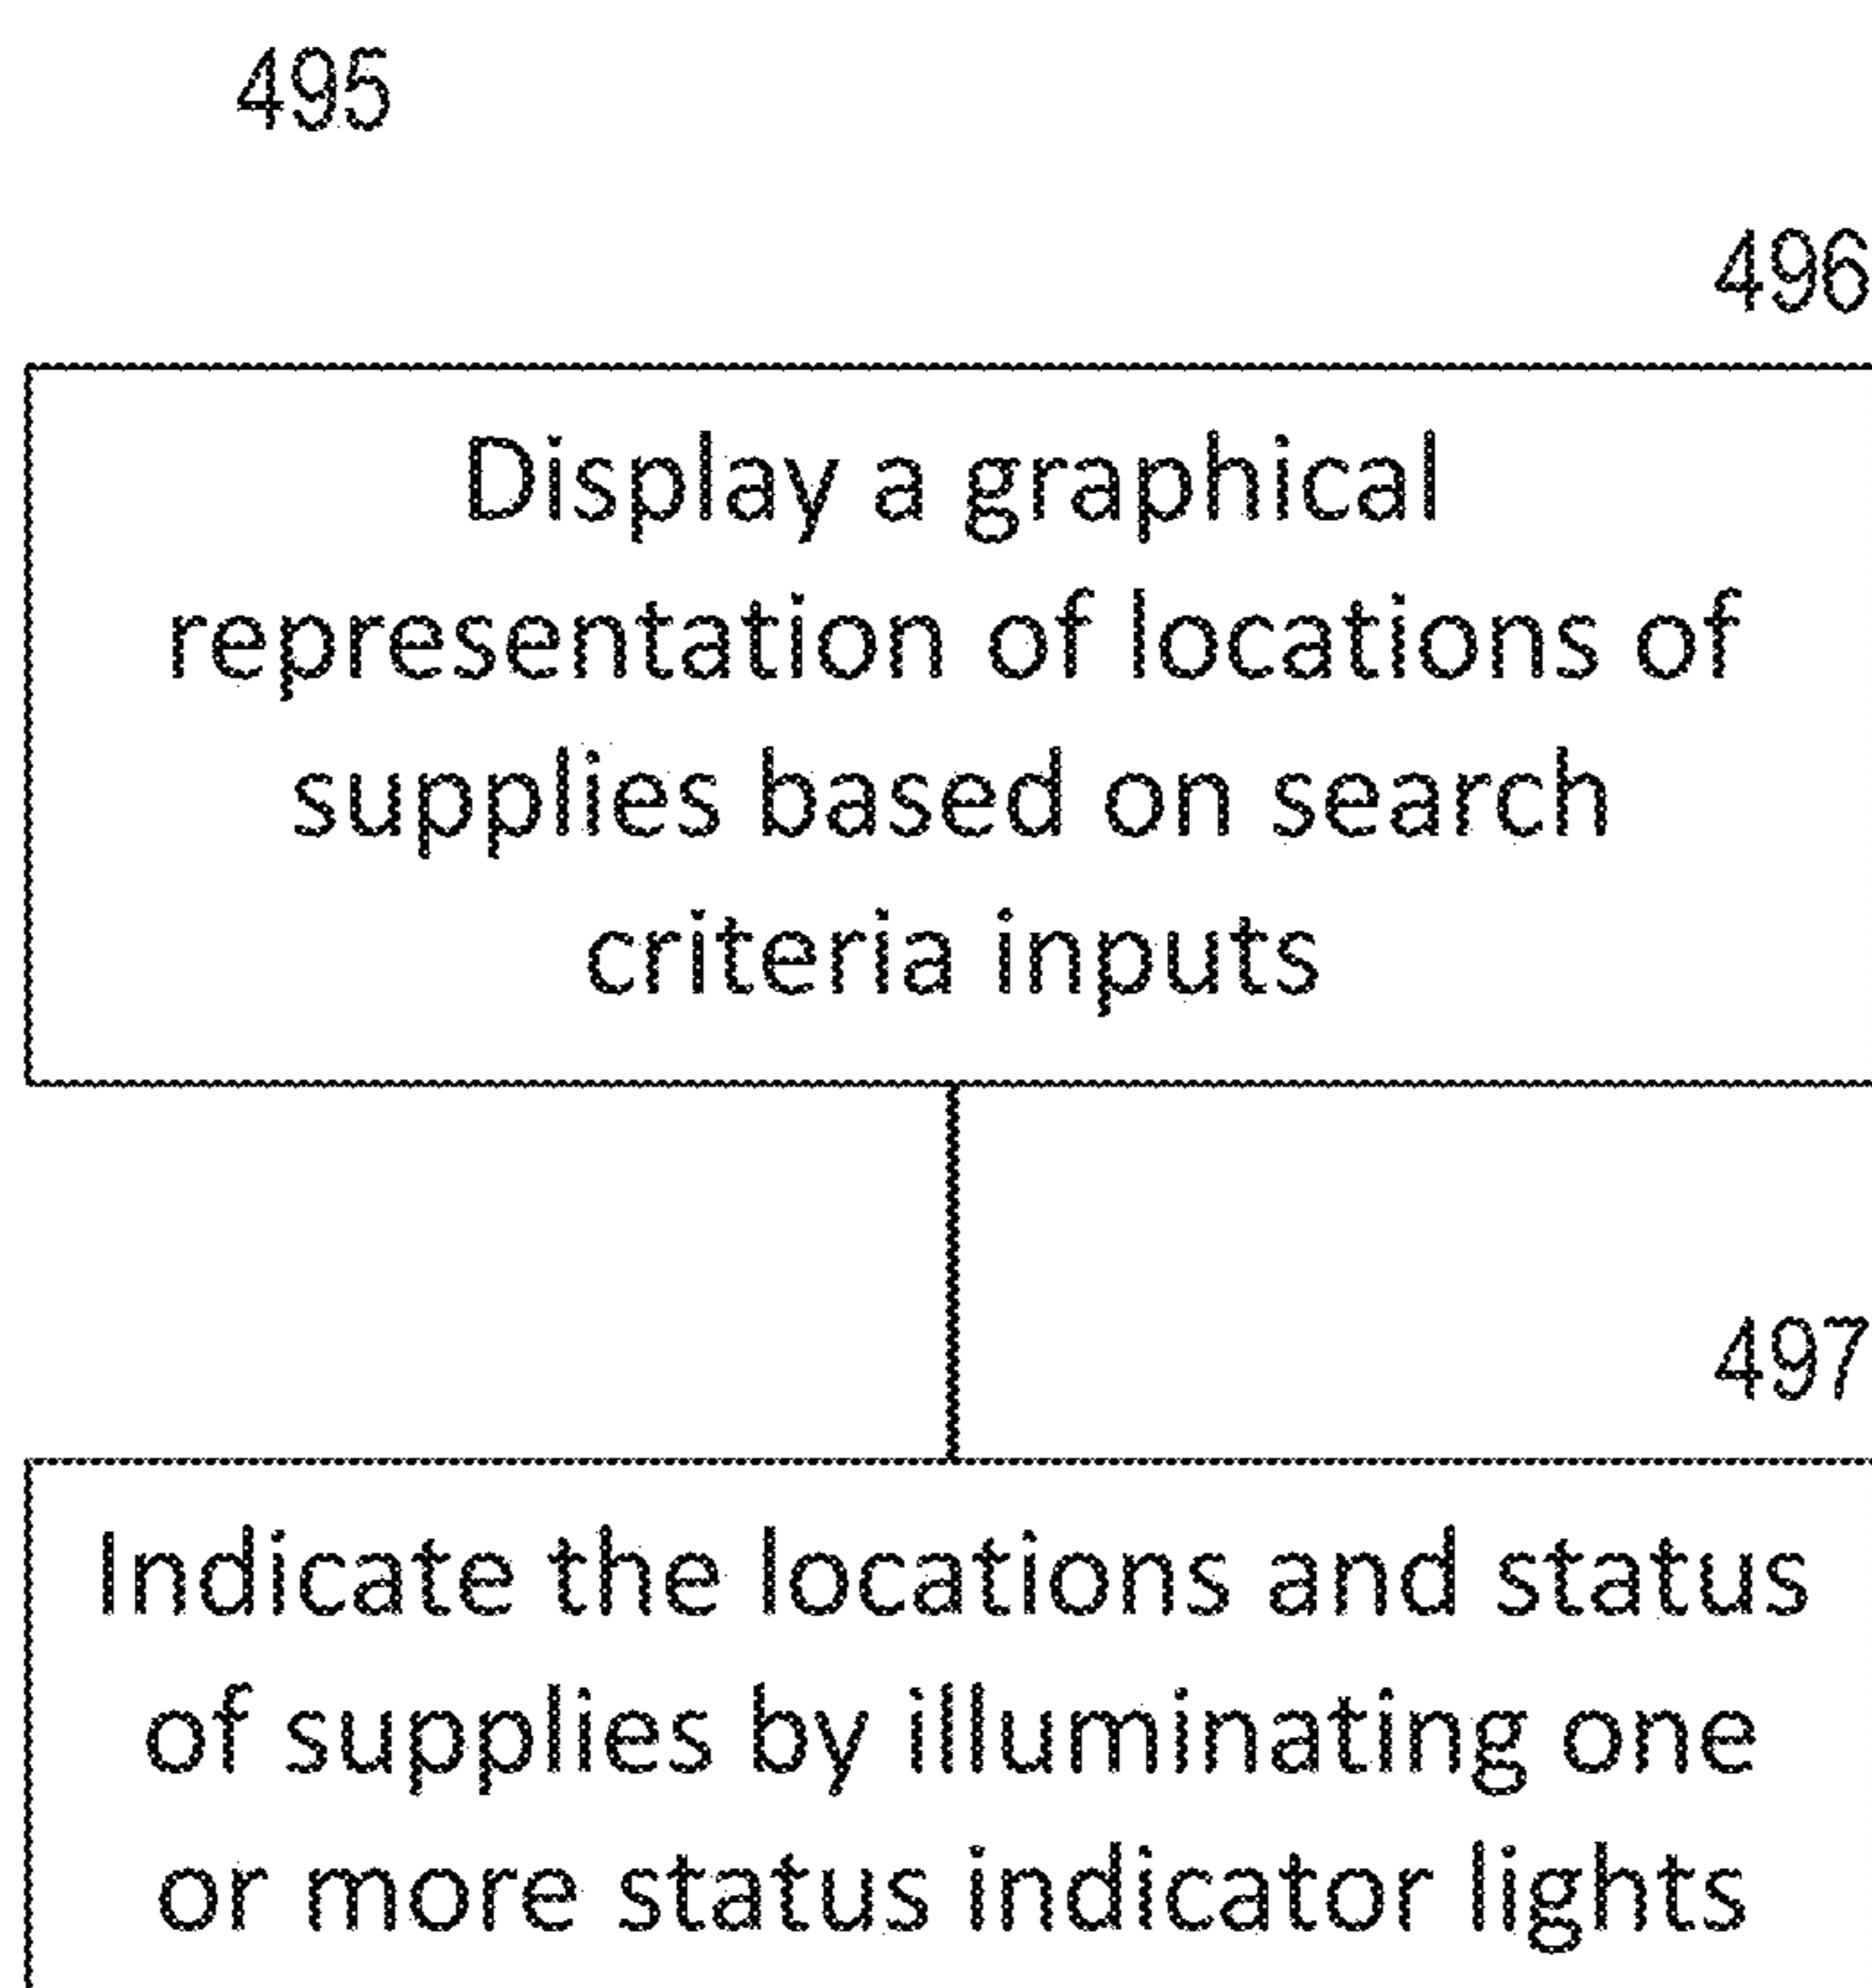 495
496
Display a graphical
representation of locations of
supplies based on search
criteria inputs
497
Indicate the locations and status
of supplies by illuminating one
or more status indicator lights